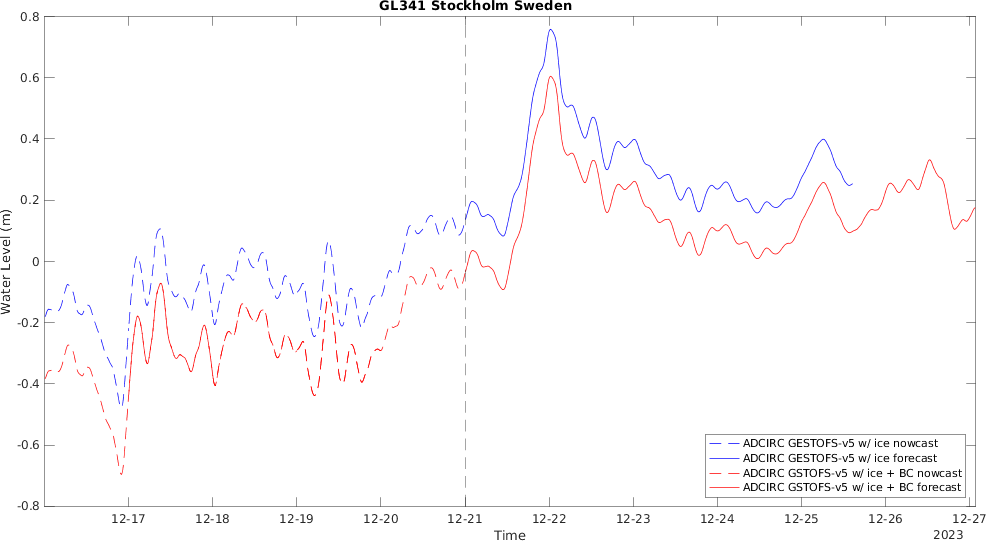 GL341 Stockholm Sweden
0.8
0.6
0.4
0.2
0
-0.2
-0.4
-0.6
-0.8
Water Level (m)
ADCIRC GESTOFS-v5 w/ ice nowcast
ADCIRC GESTOFS-v5 w/ ice forecast
ADCIRC GSTOFS-v5 w/ ice + BC nowcast
ADCIRC GSTOFS-v5 w/ ice + BC forecast
12-17 12-18 12-19 12-20 12-21 12-22 12-23 12-24 12-25 12-26 12-27
Time
2023